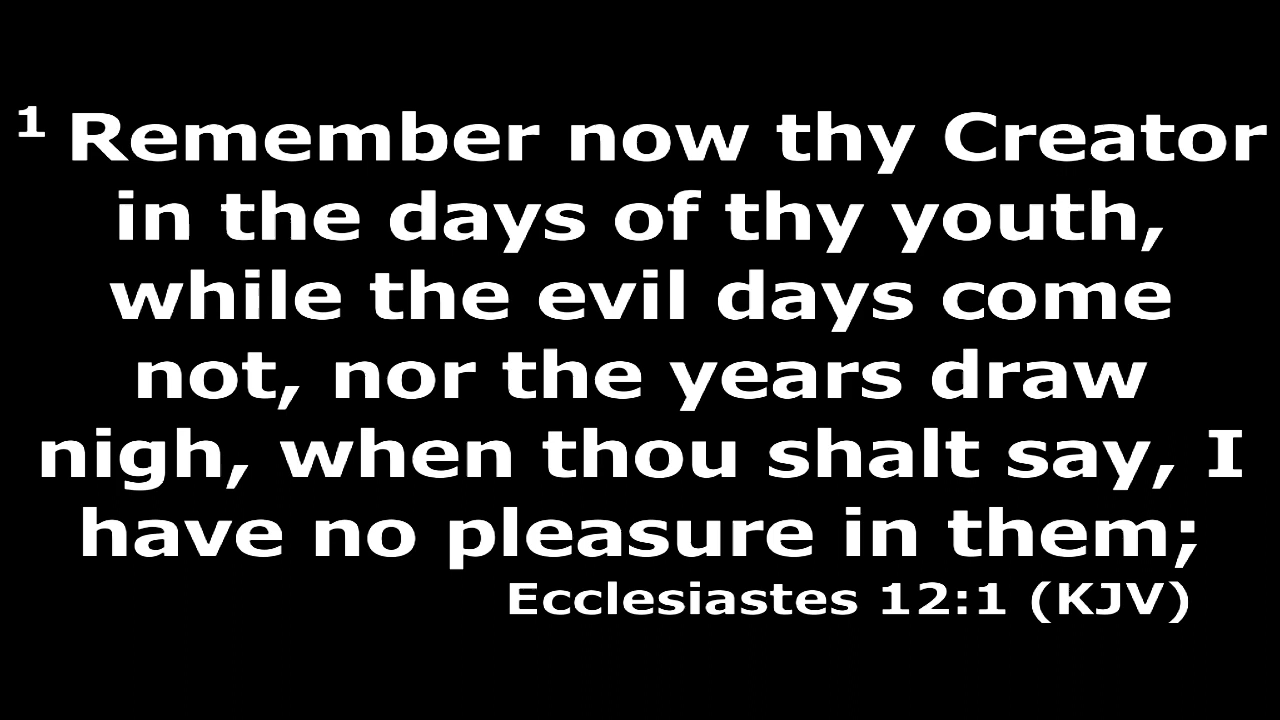 1 Remember now thy Creator
in the days of thy youth,
while the evil days come
not, nor the years draw
nigh, when thou shalt say, I
have no pleasure in them;
Ecclesiastes 12:1 (KJV)